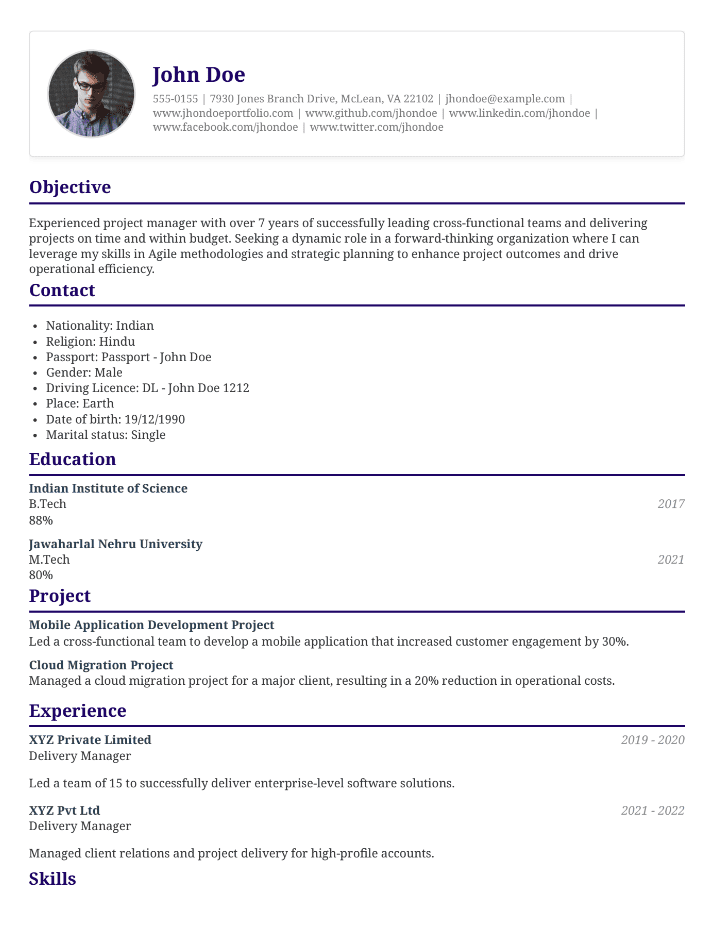 John Doe
555-0155 | 7930 Jones Branch Drive, McLean, VA 22102 | jhondoe@example.com |
www.jhondoeportfolio.com | www.github.com/jhondoe | www.linkedin.com/jhondoe |
www.facebook.com/jhondoe | www.twitter.com/jhondoe
Objective
Experienced project manager with over 7 years of successfully leading cross-functional teams and delivering
projects on time and within budget. Seeking a dynamic role in a forward-thinking organization where I can
leverage my skills in Agile methodologies and strategic planning to enhance project outcomes and drive
operational efficiency.
Contact
• Nationality: Indian
• Religion: Hindu
• Passport: Passport - John Doe
• Gender: Male
• Driving Licence: DL - John Doe 1212
• Place: Earth
• Date of birth: 19/12/1990
• Marital status: Single
Education
Indian Institute of Science
B.Tech 2017
88%
Jawaharlal Nehru University
M.Tech 2021
80%
Project
Mobile Application Development Project
Led a cross-functional team to develop a mobile application that increased customer engagement by 30%.
Cloud Migration Project
Managed a cloud migration project for a major client, resulting in a 20% reduction in operational costs.
Experience
XYZ Private Limited 2019 - 2020
Delivery Manager
Led a team of 15 to successfully deliver enterprise-level software solutions.
XYZ Pvt Ltd 2021 - 2022
Delivery Manager
Managed client relations and project delivery for high-profile accounts.
Skills